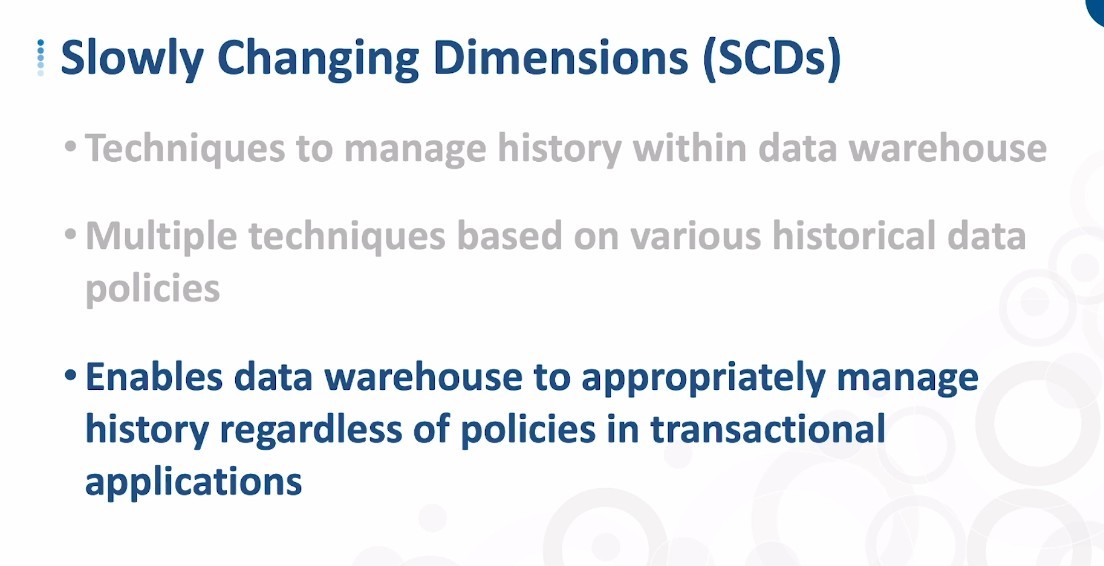 Slowly Changing Dimensions (SCDs)
• Techniques to manage history within data warehouse
• Multiple techniques based on various historical data
policies
• Enables data warehouse to appropriately manage
history regardless of policies in transactional
applications